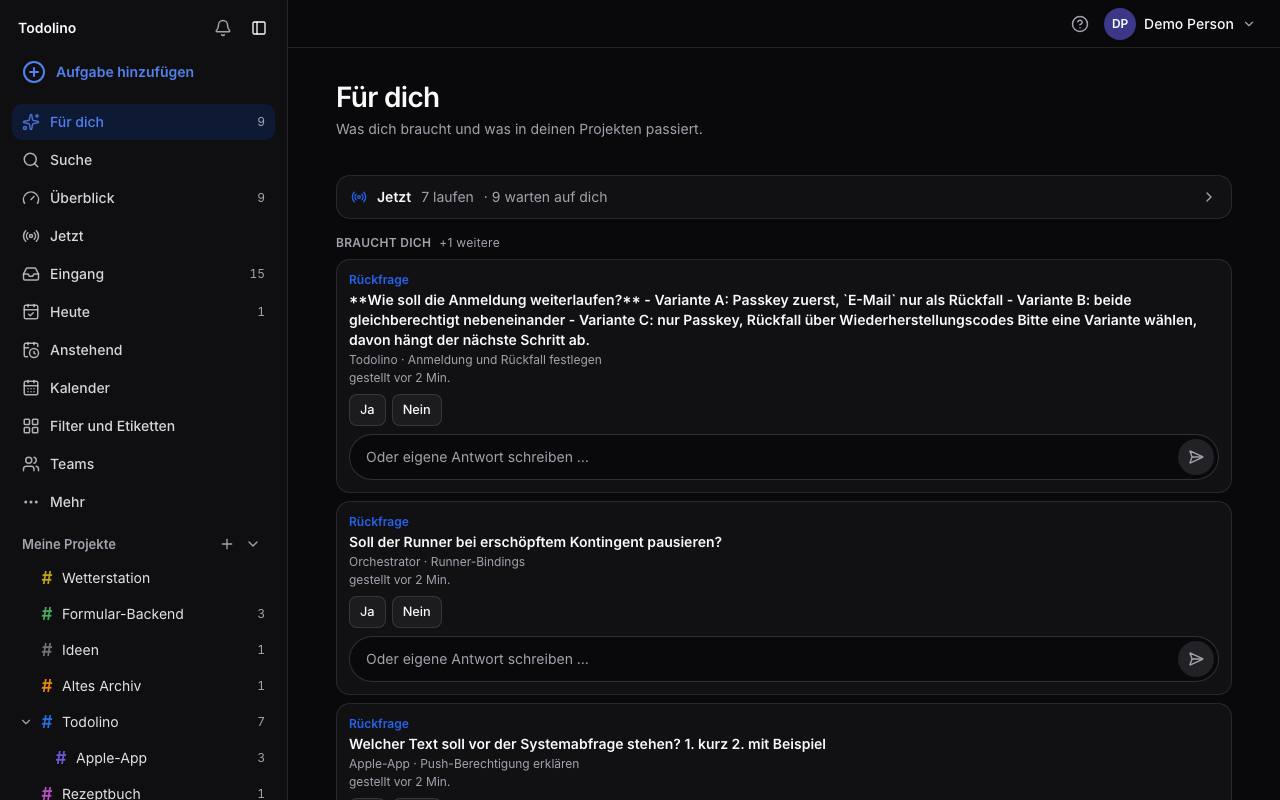 Todolino
Aufgabe hinzufügen
Für dich 9
Suche
Überblick 9
Jetzt
Eingang 15
Heute 1
Anstehend
Kalender
Filter und Etiketten
Teams
Mehr
Meine Projekte
# Wetterstation
# Formular-Backend 3
# Ideen 1
# Altes Archiv 1
# Todolino 7
# Apple-App 3
# Rezeptbuch 1
DP Demo Person
Für dich
Was dich braucht und was in deinen Projekten passiert.
Jetzt 7 laufen · 9 warten auf dich
BRAUCHT DICH +1 weitere
Rückfrage
**Wie soll die Anmeldung weiterlaufen?** - Variante A: Passkey zuerst, `E-Mail` nur als Rückfall - Variante B: beide
gleichberechtigt nebeneinander - Variante C: nur Passkey, Rückfall über Wiederherstellungscodes Bitte eine Variante wählen,
davon hängt der nächste Schritt ab.
Todolino · Anmeldung und Rückfall festlegen
gestellt vor 2 Min.
Ja Nein
Oder eigene Antwort schreiben ...
Rückfrage
Soll der Runner bei erschöpftem Kontingent pausieren?
Orchestrator · Runner-Bindings
gestellt vor 2 Min.
Ja Nein
Oder eigene Antwort schreiben ...
Rückfrage
Welcher Text soll vor der Systemabfrage stehen? 1. kurz 2. mit Beispiel
Apple-App · Push-Berechtigung erklären
gestellt vor 2 Min.